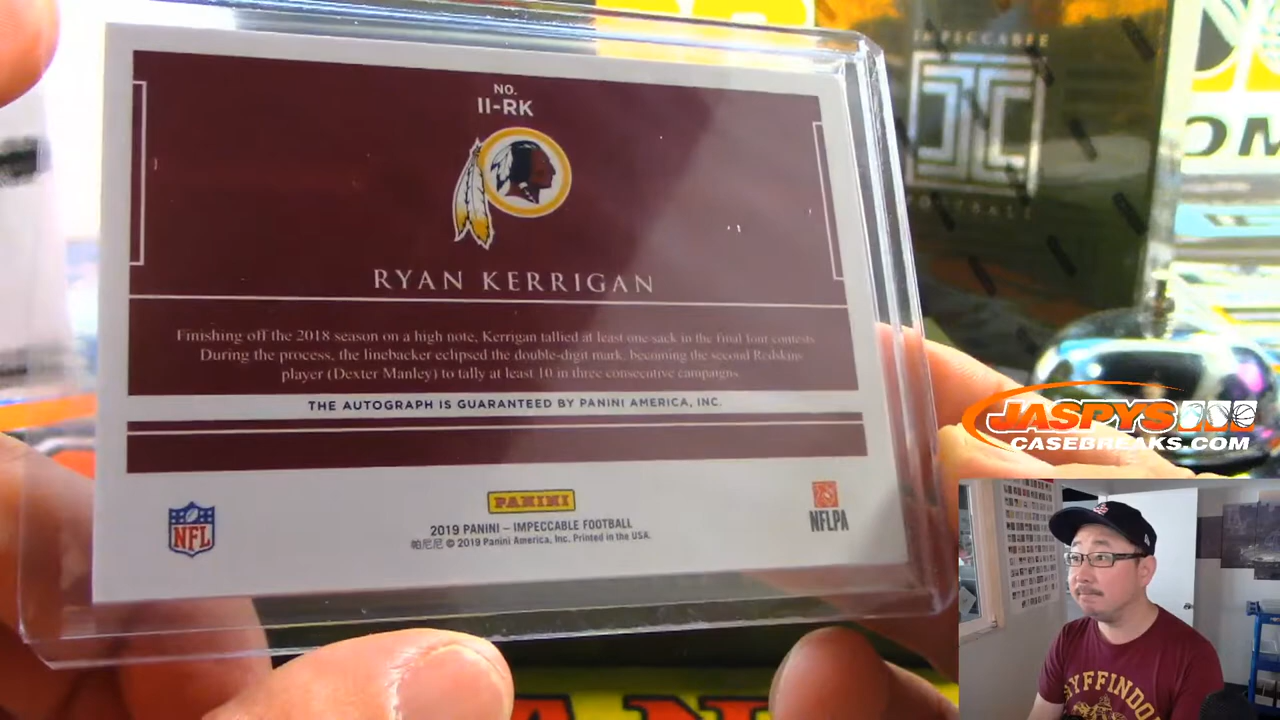 NO.
II-RK
RYAN KERRIGAN
Finishing off the 2018 season on a high note, Kerrigan tallied at least one sack in the final four contests.
During the process, the linebacker eclipsed the double-digit mark, becoming the second Redskins
player (Dexter Manley) to tally at least 10 in three consecutive campaigns.
THE AUTOGRAPH IS GUARANTEED BY PANINI AMERICA, INC.
NFL
PANINI
NFLPA
2019 PANINI – IMPECCABLE FOOTBALL
帕尼尼 © 2019 Panini America, Inc. Printed in the USA.
IMPECCABLE
FOOTBALL
OM
JASPYS
CASEBREAKS.COM
GRYFFINDO